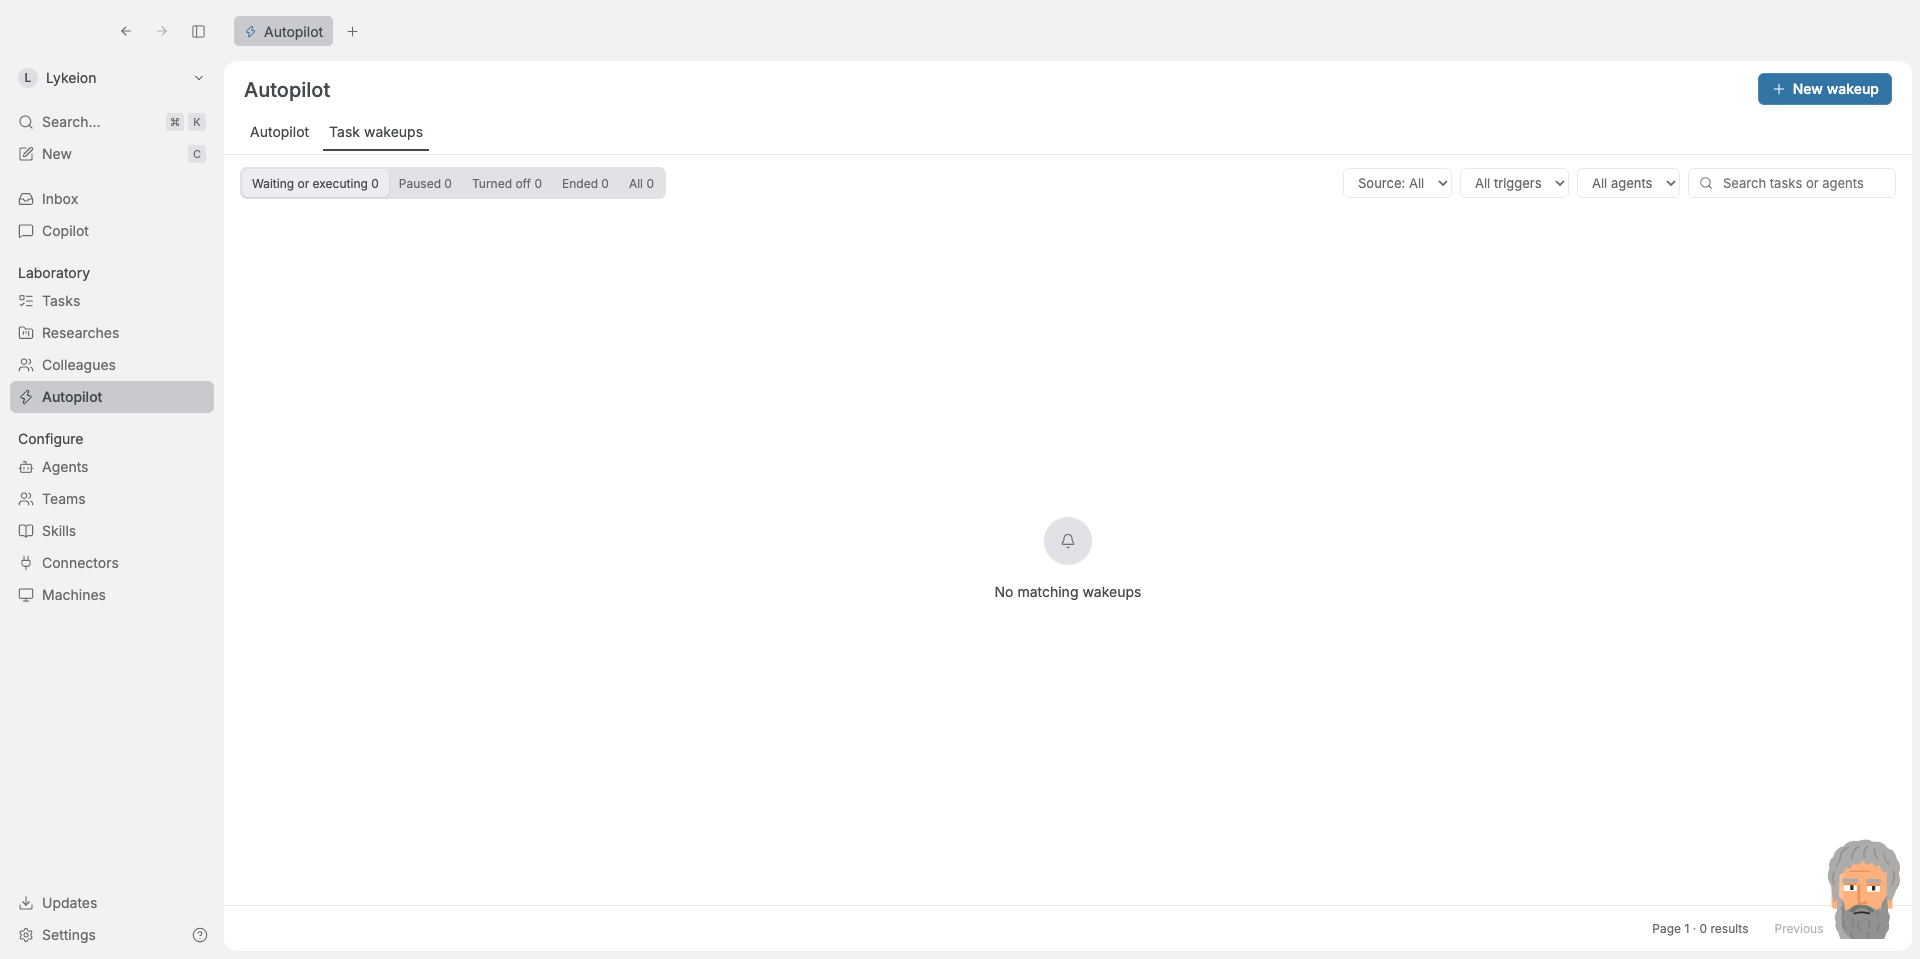 Autopilot
L Lykeion
Search... ⌘ K
New C
Inbox
Copilot
Laboratory
Tasks
Researches
Colleagues
Autopilot
Configure
Agents
Teams
Skills
Connectors
Machines
Updates
Settings
Autopilot
New wakeup
Autopilot Task wakeups
Waiting or executing 0 Paused 0 Turned off 0 Ended 0 All 0
Source: All All triggers All agents Search tasks or agents
No matching wakeups
Page 1 · 0 results Previous